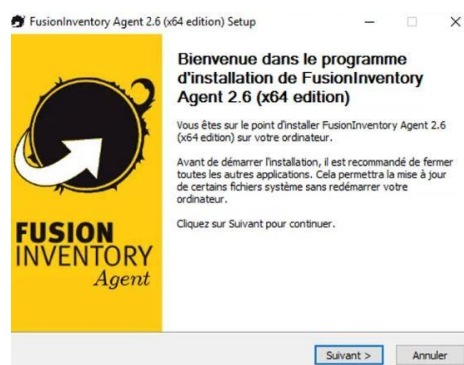 FusionInventory Agent 2.6 (x64 edition) Setup
Bienvenue dans le programme
d'installation de FusionInventory
Agent 2.6 (x64 edition)
Vous êtes sur le point d'installer FusionInventory Agent 2.6
(x64 edition) sur votre ordinateur.
Avant de démarrer l'installation, il est recommandé de fermer
toutes les autres applications. Cela permettra la mise à jour
de certains fichiers système sans redémarrer votre
ordinateur.
Cliquez sur Suivant pour continuer.
FUSION
INVENTORY
Agent
Suivant >
Annuler